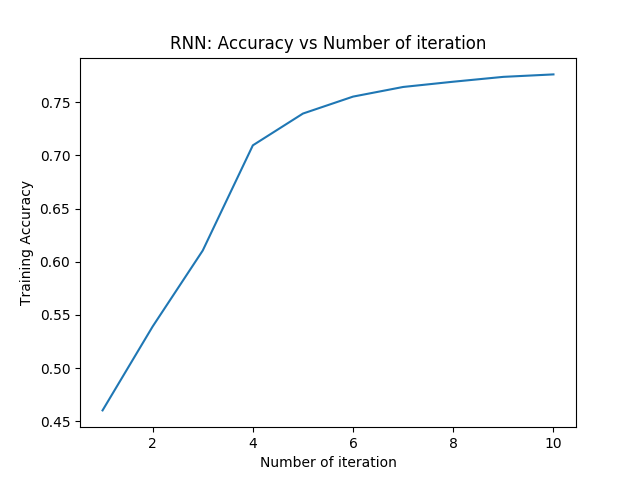 RNN: Accuracy vs Number of iteration
Training Accuracy
0.75
0.70
0.65
0.60
0.55
0.50
0.45
2 4 6 8 10
Number of iteration